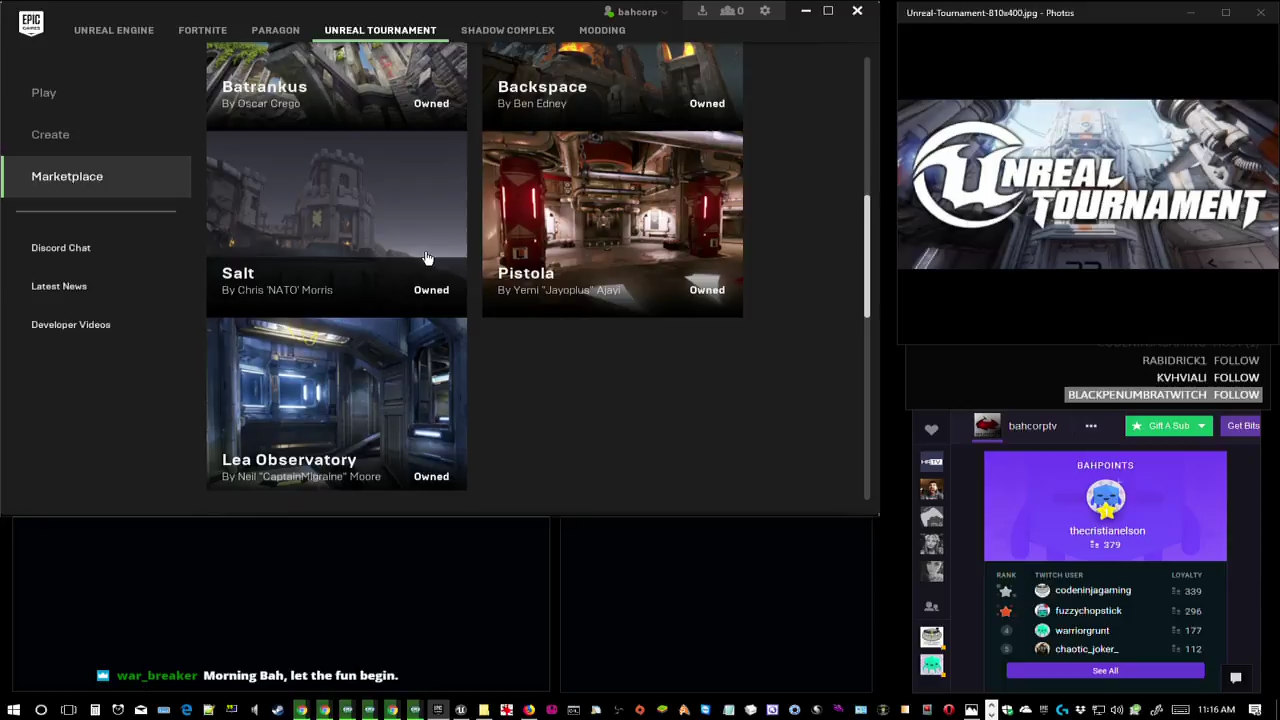 EPIC
GAMES
UNREAL ENGINE
FORTNITE
PARAGON
UNREAL TOURNAMENT
SHADOW COMPLEX
MODDING
bahcorp
0
Play
Create
Marketplace
Discord Chat
Latest News
Developer Videos
Batrankus
By Oscar Crego
Owned
Backspace
By Ben Edney
Owned
Salt
By Chris 'NATO' Morris
Owned
Pistola
By Yemi "Jayoplus" Ajayi
Owned
Lea Observatory
By Neil "CaptainMigraine" Moore
Owned
Unreal-Tournament-810x400.jpg - Photos
UNREAL
TOURNAMENT
RABIDRICK1 FOLLOW
KVHVIALI FOLLOW
BLACKPENUMBRATWITCH FOLLOW
bahcorptv
Gift A Sub
Get Bits
BAHPOINTS
thecristianelson
379
RANK TWITCH USER LOYALTY
codeninjagaming 339
fuzzychopstick 296
4 warriorgrunt 177
5 chaotic_joker_ 112
See All
war_breaker Morning Bah, let the fun begin.
11:16 AM